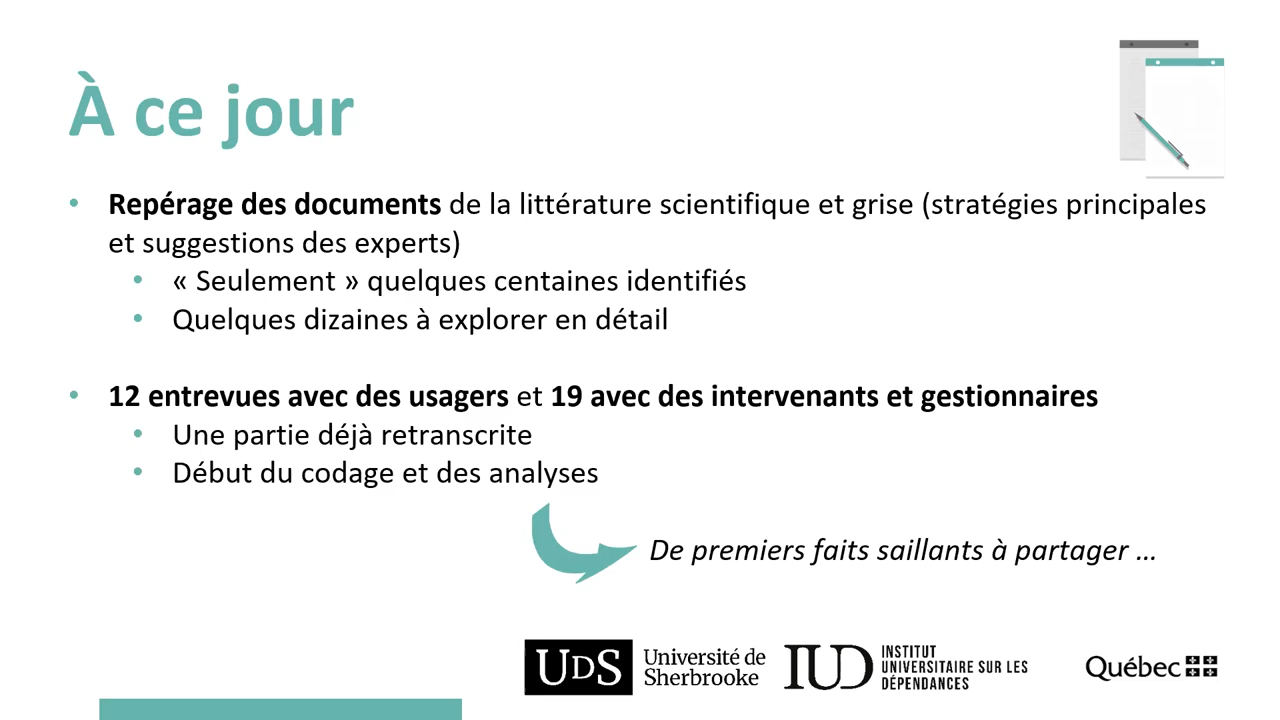 À ce jour
• Repérage des documents de la littérature scientifique et grise (stratégies principales
et suggestions des experts)
• « Seulement » quelques centaines identifiés
• Quelques dizaines à explorer en détail
• 12 entrevues avec des usagers et 19 avec des intervenants et gestionnaires
• Une partie déjà retranscrite
• Début du codage et des analyses
De premiers faits saillants à partager ...
UDS Université de
Sherbrooke
IUD INSTITUT
UNIVERSITAIRE SUR LES
DÉPENDANCES
Québec